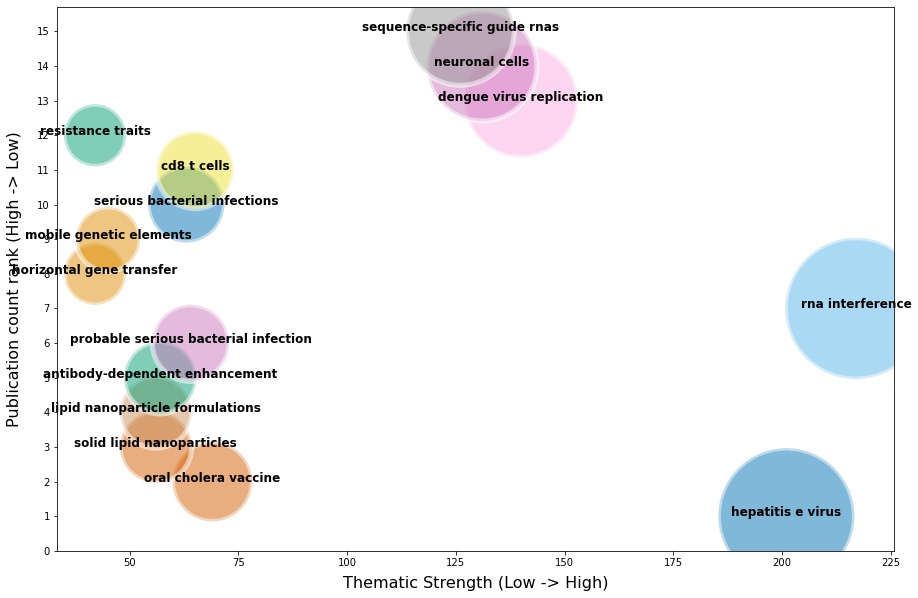 sequence-specific guide rnas
neuronal cells
dengue virus replication
resistance traits
cd8 t cells
serious bacterial infections
mobile genetic elements
horizontal gene transfer
rna interference
probable serious bacterial infection
antibody-dependent enhancement
lipid nanoparticle formulations
solid lipid nanoparticles
oral cholera vaccine
hepatitis e virus
Publication count rank (High -> Low)
15
14
13
12
11
10
9
8
7
6
5
4
3
2
1
0
50 75 100 125 150 175 200 225
Thematic Strength (Low -> High)